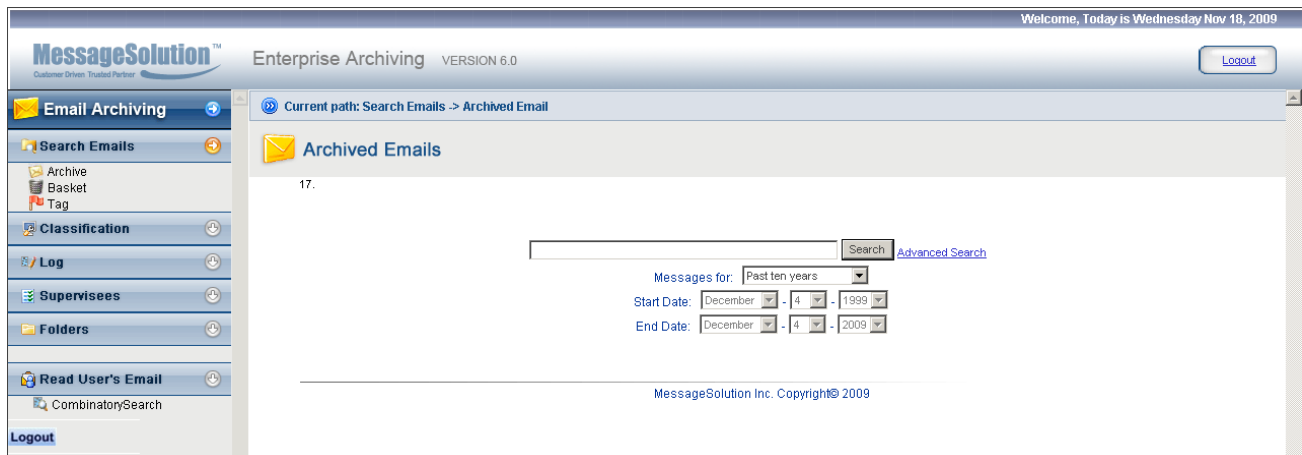 Welcome, Today is Wednesday Nov 18, 2009
MessageSolution™
Customer Driven Trusted Partner
Enterprise Archiving VERSION 6.0
Logout
Email Archiving
Current path: Search Emails -> Archived Email
Search Emails
Archived Emails
Archive
Basket
Tag
17.
Classification
Log
Supervisees
Folders
Read User's Email
CombinatorySearch
Logout
Search Advanced Search
Messages for: Past ten years
Start Date: December - 4 - 1999
End Date: December - 4 - 2009
MessageSolution Inc. Copyright© 2009